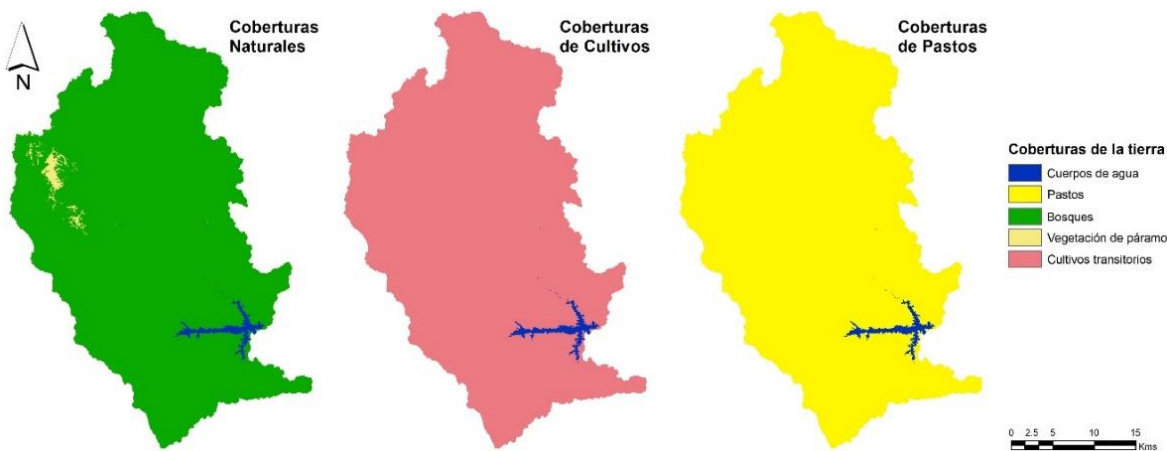 N
Coberturas
Naturales
Coberturas
de Cultivos
Coberturas
de Pastos
Coberturas de la tierra
Cuerpos de agua
Pastos
Bosques
Vegetación de páramo
Cultivos transitorios
0 2.5 5 10 15
Kms